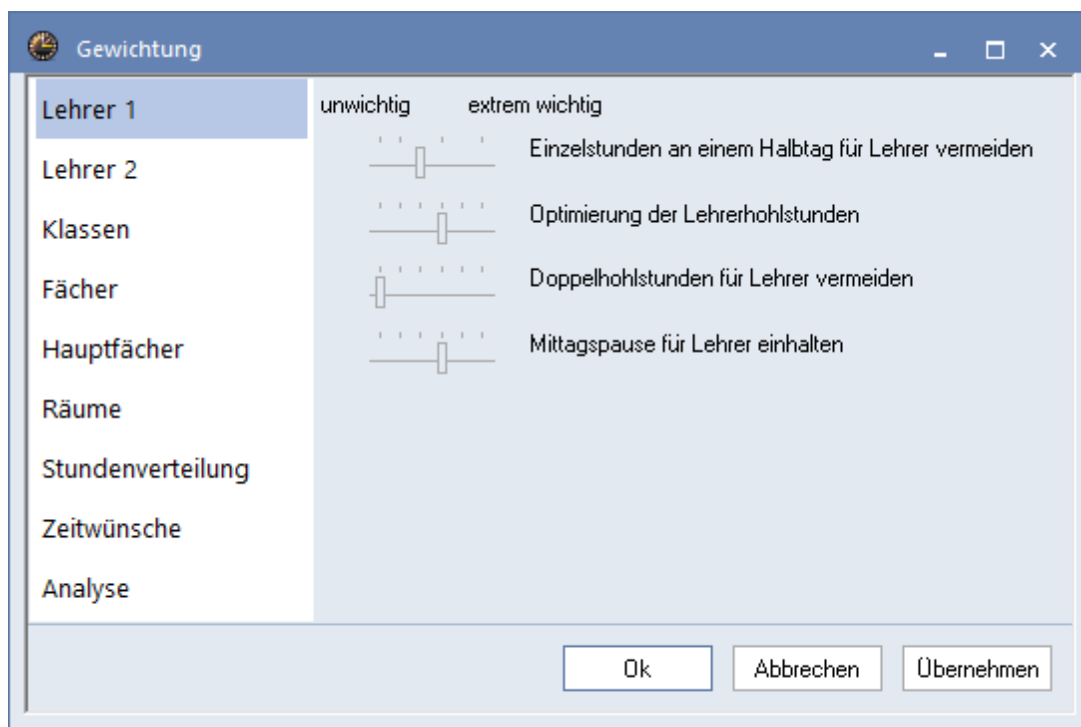 Gewichtung
Lehrer 1
Lehrer 2
Klassen
Fächer
Hauptfächer
Räume
Stundenverteilung
Zeitwünsche
Analyse
unwichtig extrem wichtig
Einzelstunden an einem Halbtag für Lehrer vermeiden
Optimierung der Lehrerhohlstunden
Doppelhohlstunden für Lehrer vermeiden
Mittagspause für Lehrer einhalten
Ok Abbrechen Übernehmen